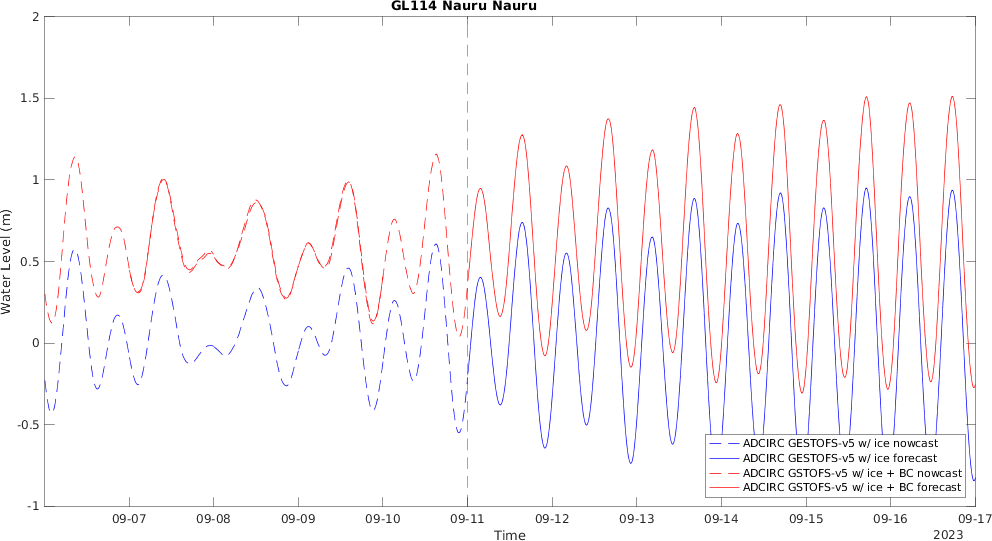 GL114 Nauru Nauru
2
1.5
1
0.5
0
-0.5
-1
Water Level (m)
09-07
09-08
09-09
09-10
09-11
09-12
09-13
09-14
09-15
09-16
09-17
Time
2023
ADCIRC GESTOFS-v5 w/ ice nowcast
ADCIRC GESTOFS-v5 w/ ice forecast
ADCIRC GSTOFS-v5 w/ ice + BC nowcast
ADCIRC GSTOFS-v5 w/ ice + BC forecast